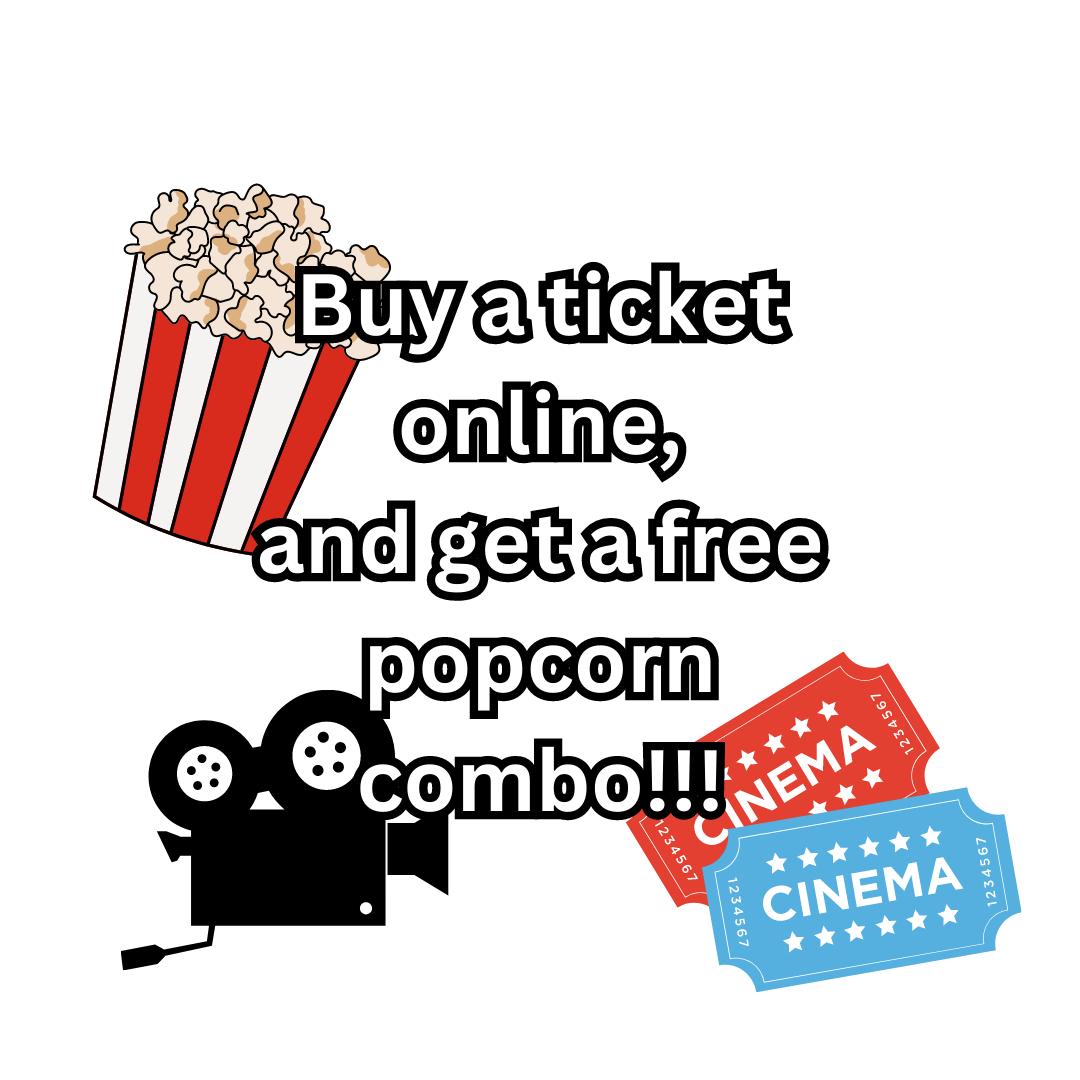 Buy a ticket
online,
and get a free
popcorn
combo!!!
CINEMA
1234567
1234567
CINEMA
1234567
1234567